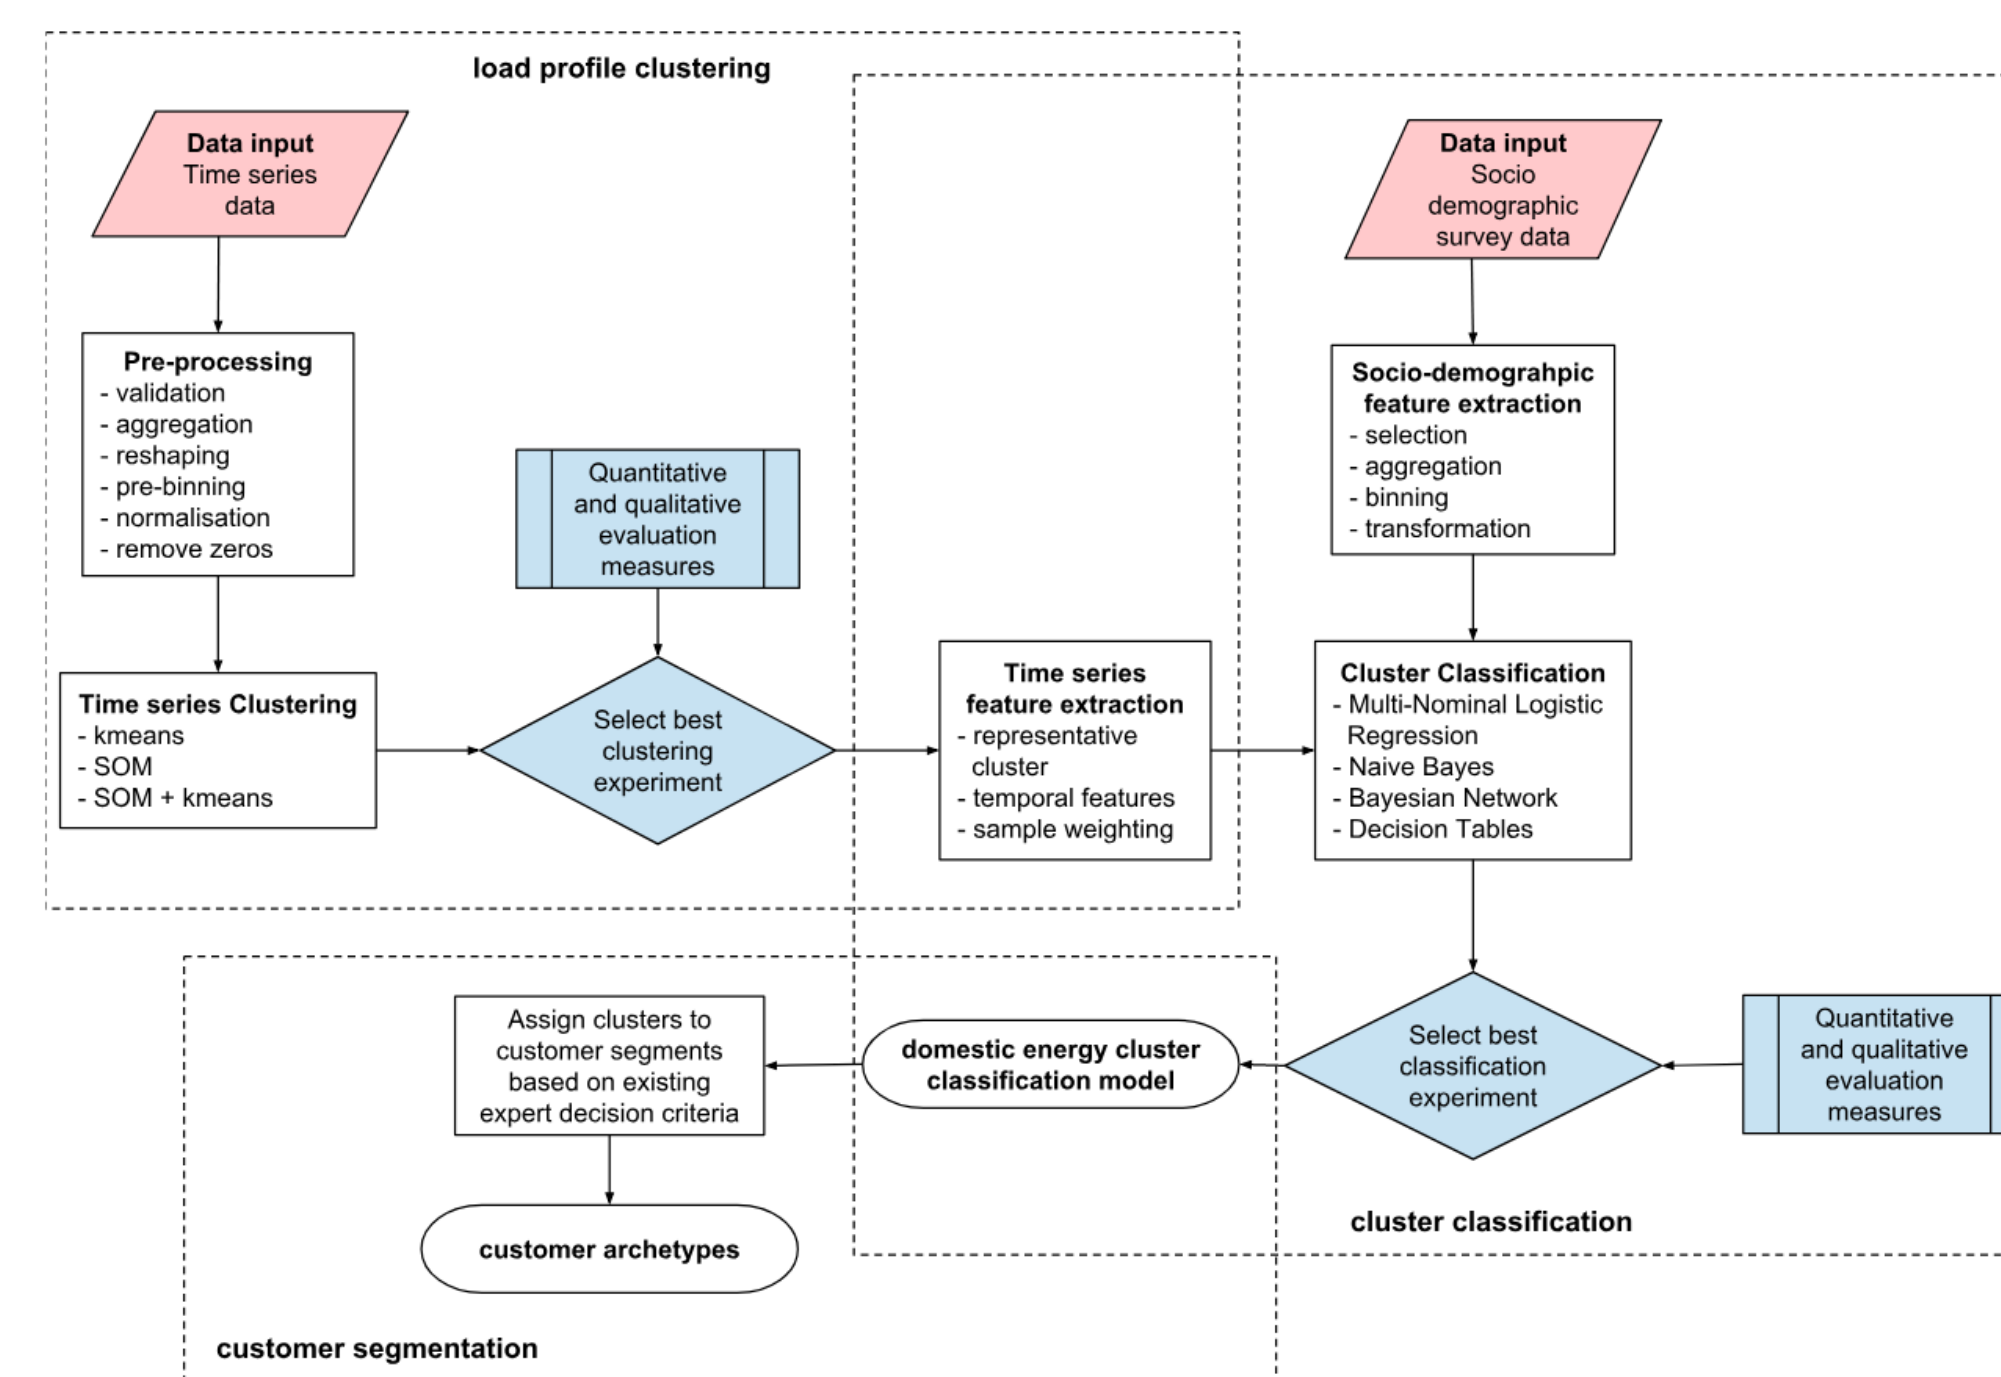 load profile clustering
Data input
Time series
data
Data input
Socio
demographic
survey data
Pre-processing
- validation
- aggregation
- reshaping
- pre-binning
- normalisation
- remove zeros
Socio-demograhpic
feature extraction
- selection
- aggregation
- binning
- transformation
Quantitative
and qualitative
evaluation
measures
Time series Clustering
- kmeans
- SOM
- SOM + kmeans
Select best
clustering
experiment
Time series
feature extraction
- representative
cluster
- temporal features
- sample weighting
Cluster Classification
- Multi-Nominal Logistic
Regression
- Naive Bayes
- Bayesian Network
- Decision Tables
Assign clusters to
customer segments
based on existing
expert decision criteria
domestic energy cluster
classification model
Select best
classification
experiment
Quantitative
and qualitative
evaluation
measures
cluster classification
customer archetypes
customer segmentation